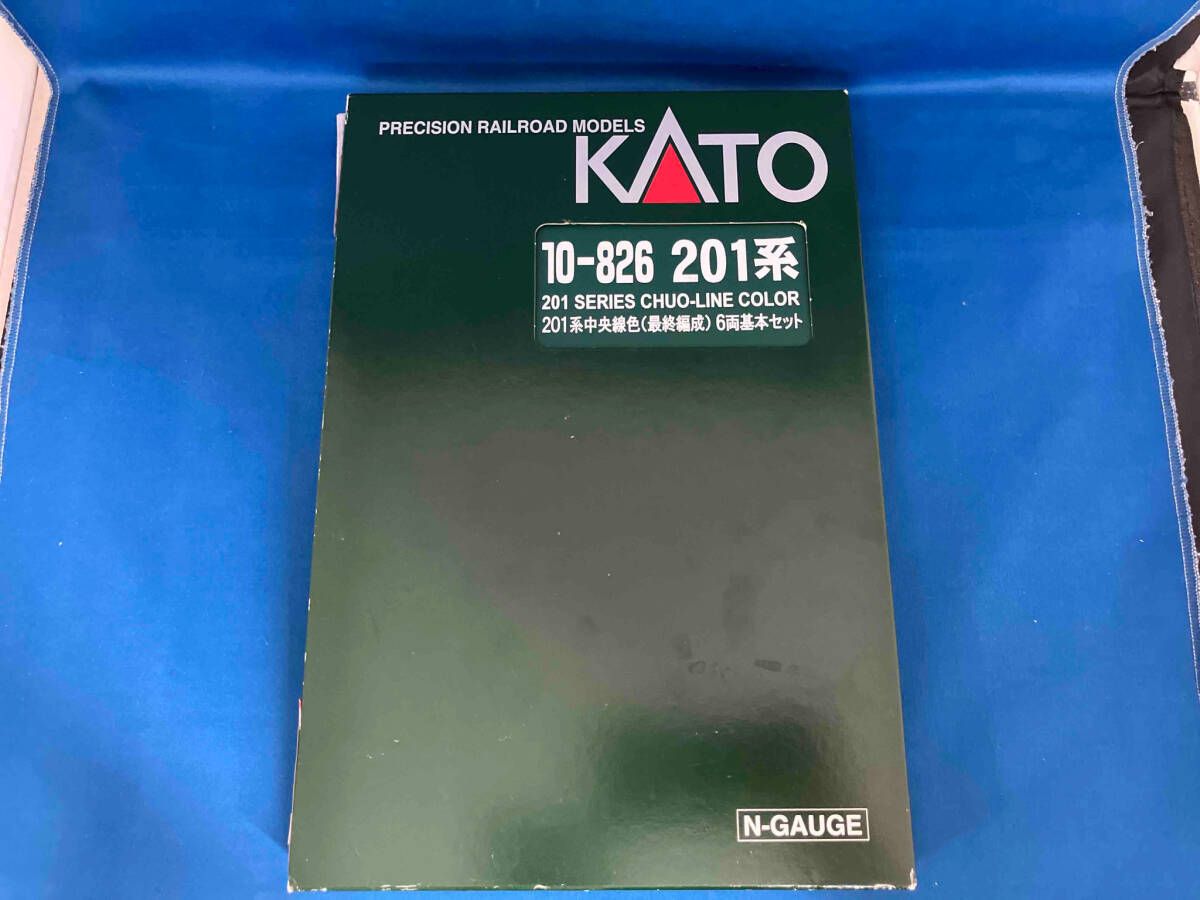 PRECISION RAILROAD MODELS
KATO
10-826 201系
201 SERIES CHUO-LINE COLOR
201系中央線色(最終編成) 6両基本セット
N-GAUGE